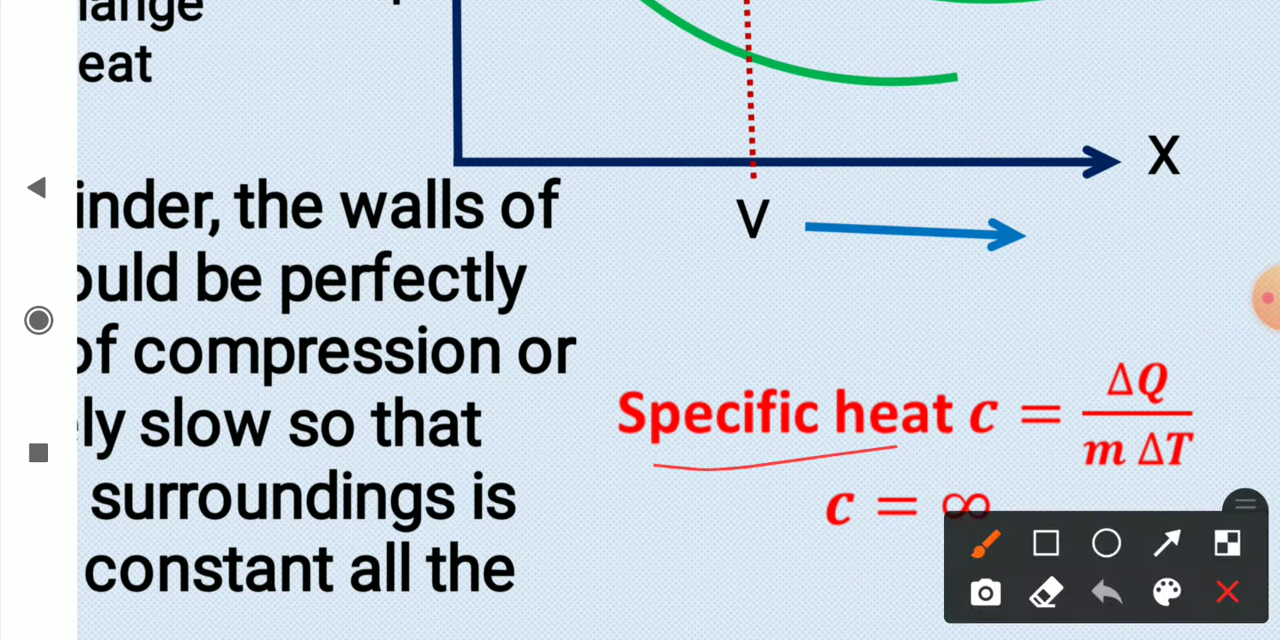 eat
X
inder, the walls of
V
ould be perfectly
of compression or
Specific heat c = ΔQ / m ΔT
ly slow so that
c = ∞
surroundings is
constant all the